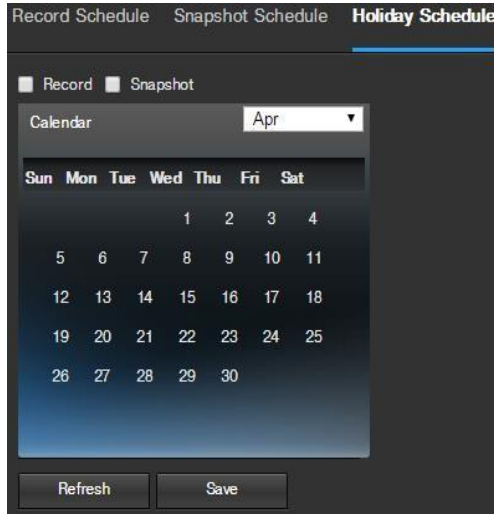 Record Schedule Snapshot Schedule Holiday Schedule
Record Snapshot
Calendar Apr
Sun Mon Tue Wed Thu Fri Sat
1 2 3 4
5 6 7 8 9 10 11
12 13 14 15 16 17 18
19 20 21 22 23 24 25
26 27 28 29 30
Refresh Save